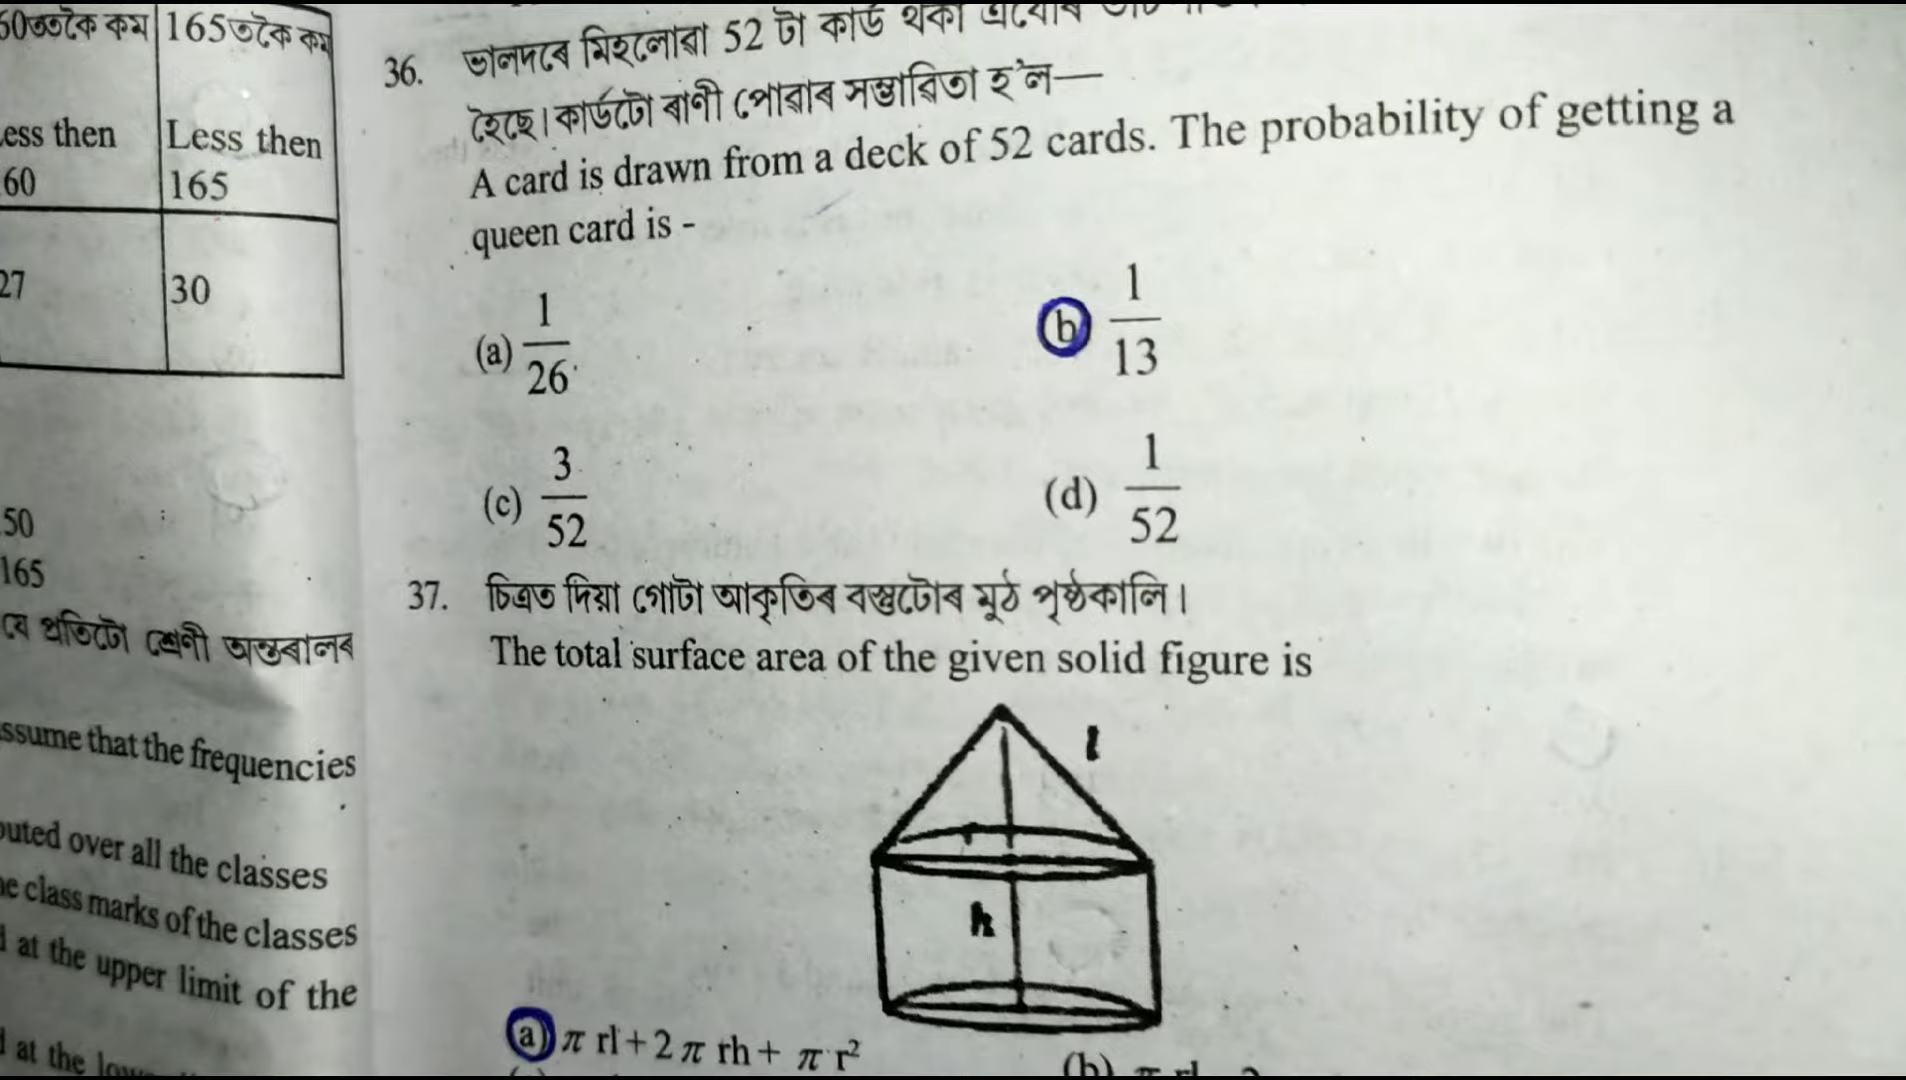 60তকৈ কম 165তকৈ কম
Less then Less then
60 165
27 30
50
165
প্ৰতিটো শ্ৰেণী অন্তৰালৰ
assume that the frequencies
over all the classes
class marks of the classes
at the upper limit of the
at the
36. ভালদৰে মিহলোৱা 52 টা কাৰ্ড থকা
হৈছে। কাৰ্ডটো ৰাণী পোৱাৰ সম্ভাৱিতা হ'ল—
A card is drawn from a deck of 52 cards. The probability of getting a
queen card is -
(a) 1/26 (b) 1/13
(c) 3/52 (d) 1/52
37. চিত্ৰত দিয়া গোটা আকৃতিৰ বস্তুটোৰ মুঠ পৃষ্ঠকালি।
The total surface area of the given solid figure is
l
r
h
(a) π rl + 2 π rh + π r²
(b) π rl